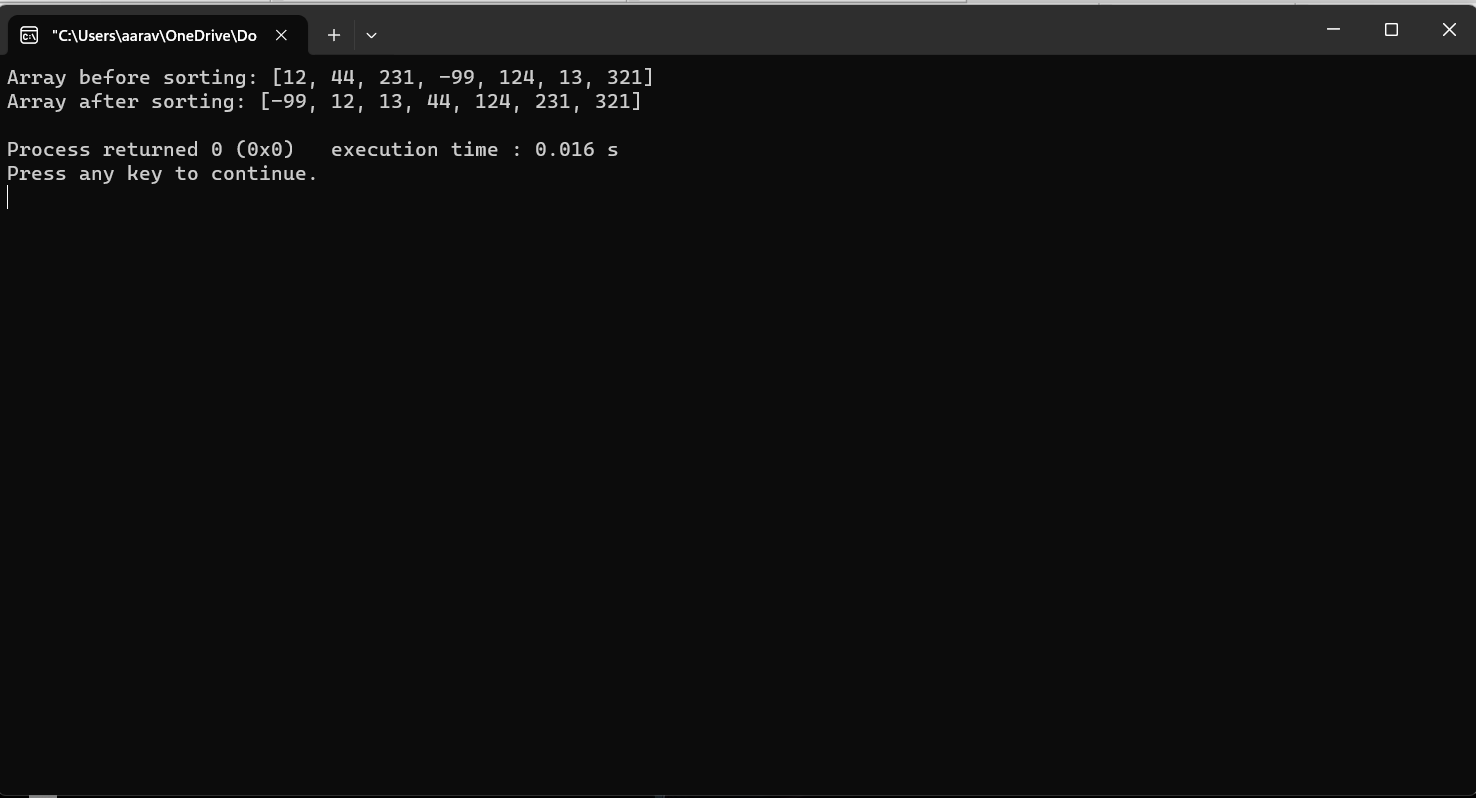 "C:\Users\aarav\OneDrive\Do
Array before sorting: [12, 44, 231, -99, 124, 13, 321]
Array after sorting: [-99, 12, 13, 44, 124, 231, 321]
Process returned 0 (0x0)   execution time : 0.016 s
Press any key to continue.